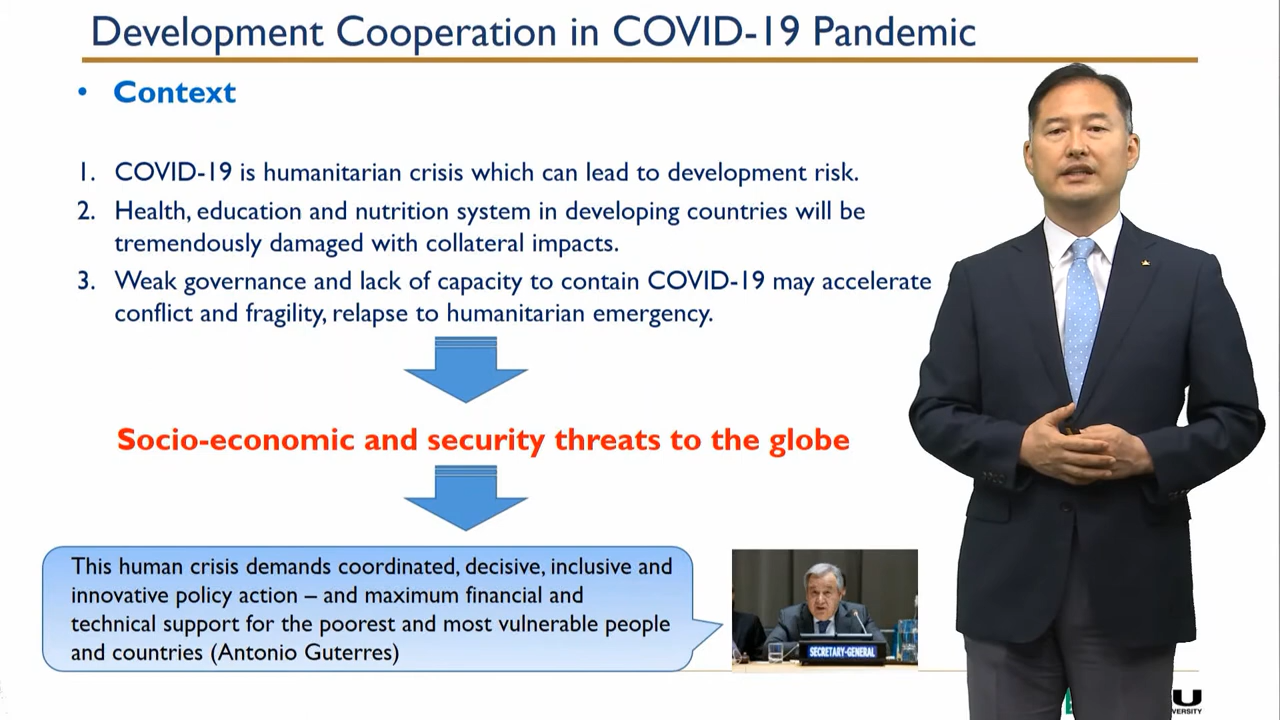 Development Cooperation in COVID-19 Pandemic
• Context
1. COVID-19 is humanitarian crisis which can lead to development risk.
2. Health, education and nutrition system in developing countries will be
tremendously damaged with collateral impacts.
3. Weak governance and lack of capacity to contain COVID-19 may accelerate
conflict and fragility, relapse to humanitarian emergency.
Socio-economic and security threats to the globe
This human crisis demands coordinated, decisive, inclusive and
innovative policy action – and maximum financial and
technical support for the poorest and most vulnerable people
and countries (Antonio Guterres)
SECRETARY-GENERAL
U
VERSITY